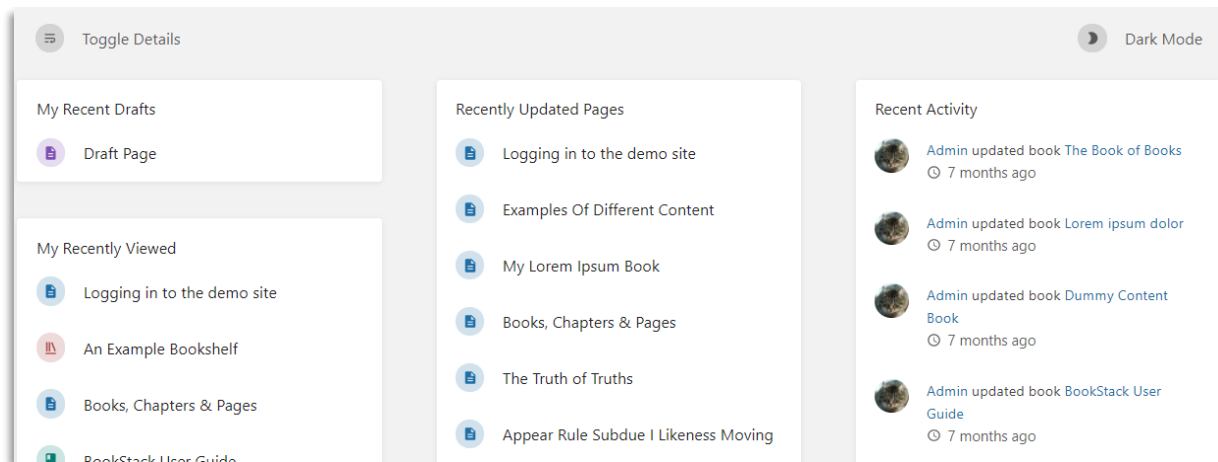 Toggle Details
Dark Mode
My Recent Drafts
Draft Page
My Recently Viewed
Logging in to the demo site
An Example Bookshelf
Books, Chapters & Pages
BookStack User Guide
Recently Updated Pages
Logging in to the demo site
Examples Of Different Content
My Lorem Ipsum Book
Books, Chapters & Pages
The Truth of Truths
Appear Rule Subdue I Likeness Moving
Recent Activity
Admin updated book The Book of Books
7 months ago
Admin updated book Lorem ipsum dolor
7 months ago
Admin updated book Dummy Content
Book
7 months ago
Admin updated book BookStack User
Guide
7 months ago